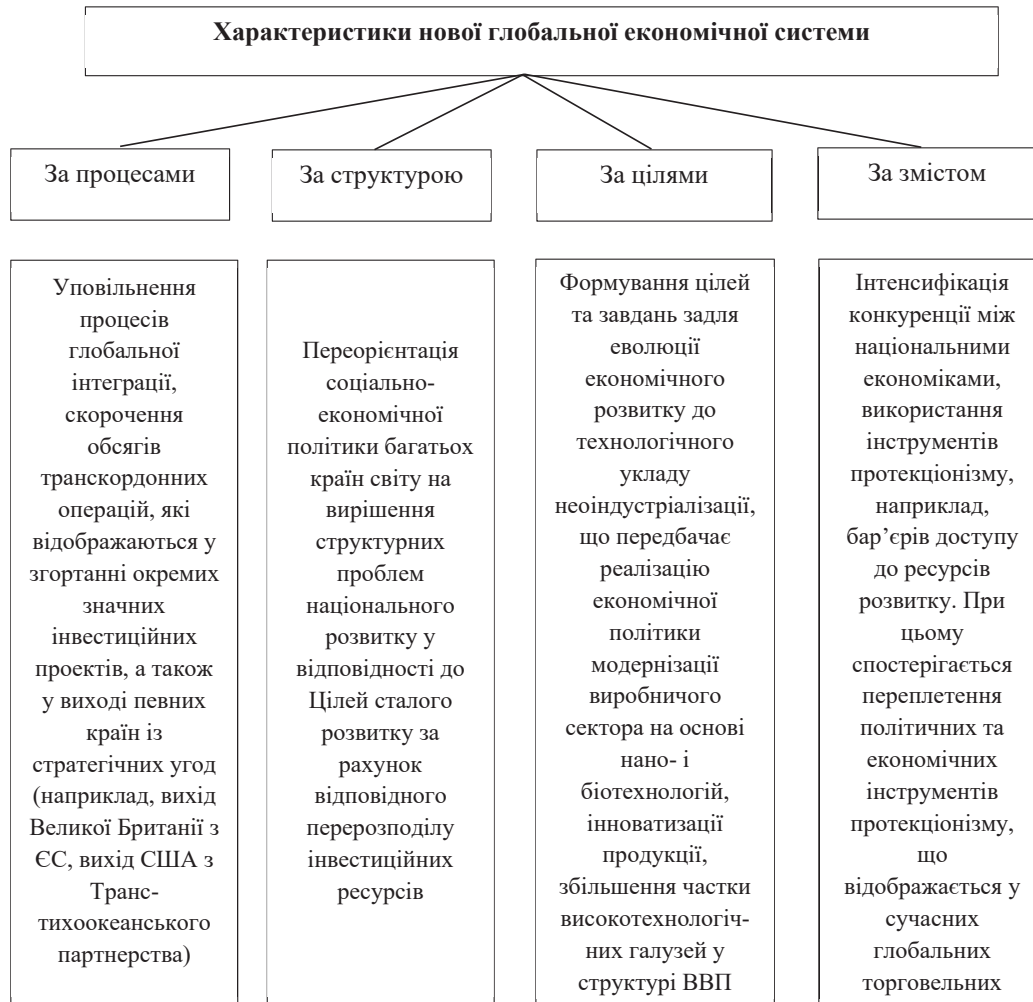 Характеристики нової глобальної економічної системи
За процесами
За структурою
За цілями
За змістом
Уповільнення
процесів
глобальної
інтеграції,
скорочення
обсягів
транскордонних
операцій, які
відображаються у
згортанні окремих
значних
інвестиційних
проектів, а також
у виході певних
країн із
стратегічних угод
(наприклад, вихід
Великої Британії з
ЄС, вихід США з
Транс-
тихоокеанського
партнерства)
Переорієнтація
соціально-
економічної
політики багатьох
країн світу на
вирішення
структурних
проблем
національного
розвитку у
відповідності до
Цілей сталого
розвитку за
рахунок
відповідного
перерозподілу
інвестиційних
ресурсів
Формування цілей
та завдань задля
еволюції
економічного
розвитку до
технологічного
укладу
неоіндустріалізації,
що передбачає
реалізацію
економічної
політики
модернізації
виробничого
сектора на основі
нано- і
біотехнологій,
інноватизації
продукції,
збільшення частки
високотехнологіч-
них галузей у
структурі ВВП
Інтенсифікація
конкуренції між
національними
економіками,
використання
інструментів
протекціонізму,
наприклад,
бар’єрів доступу
до ресурсів
розвитку. При
цьому
спостерігається
переплетення
політичних та
економічних
інструментів
протекціонізму,
що
відображається у
сучасних
глобальних
торговельних